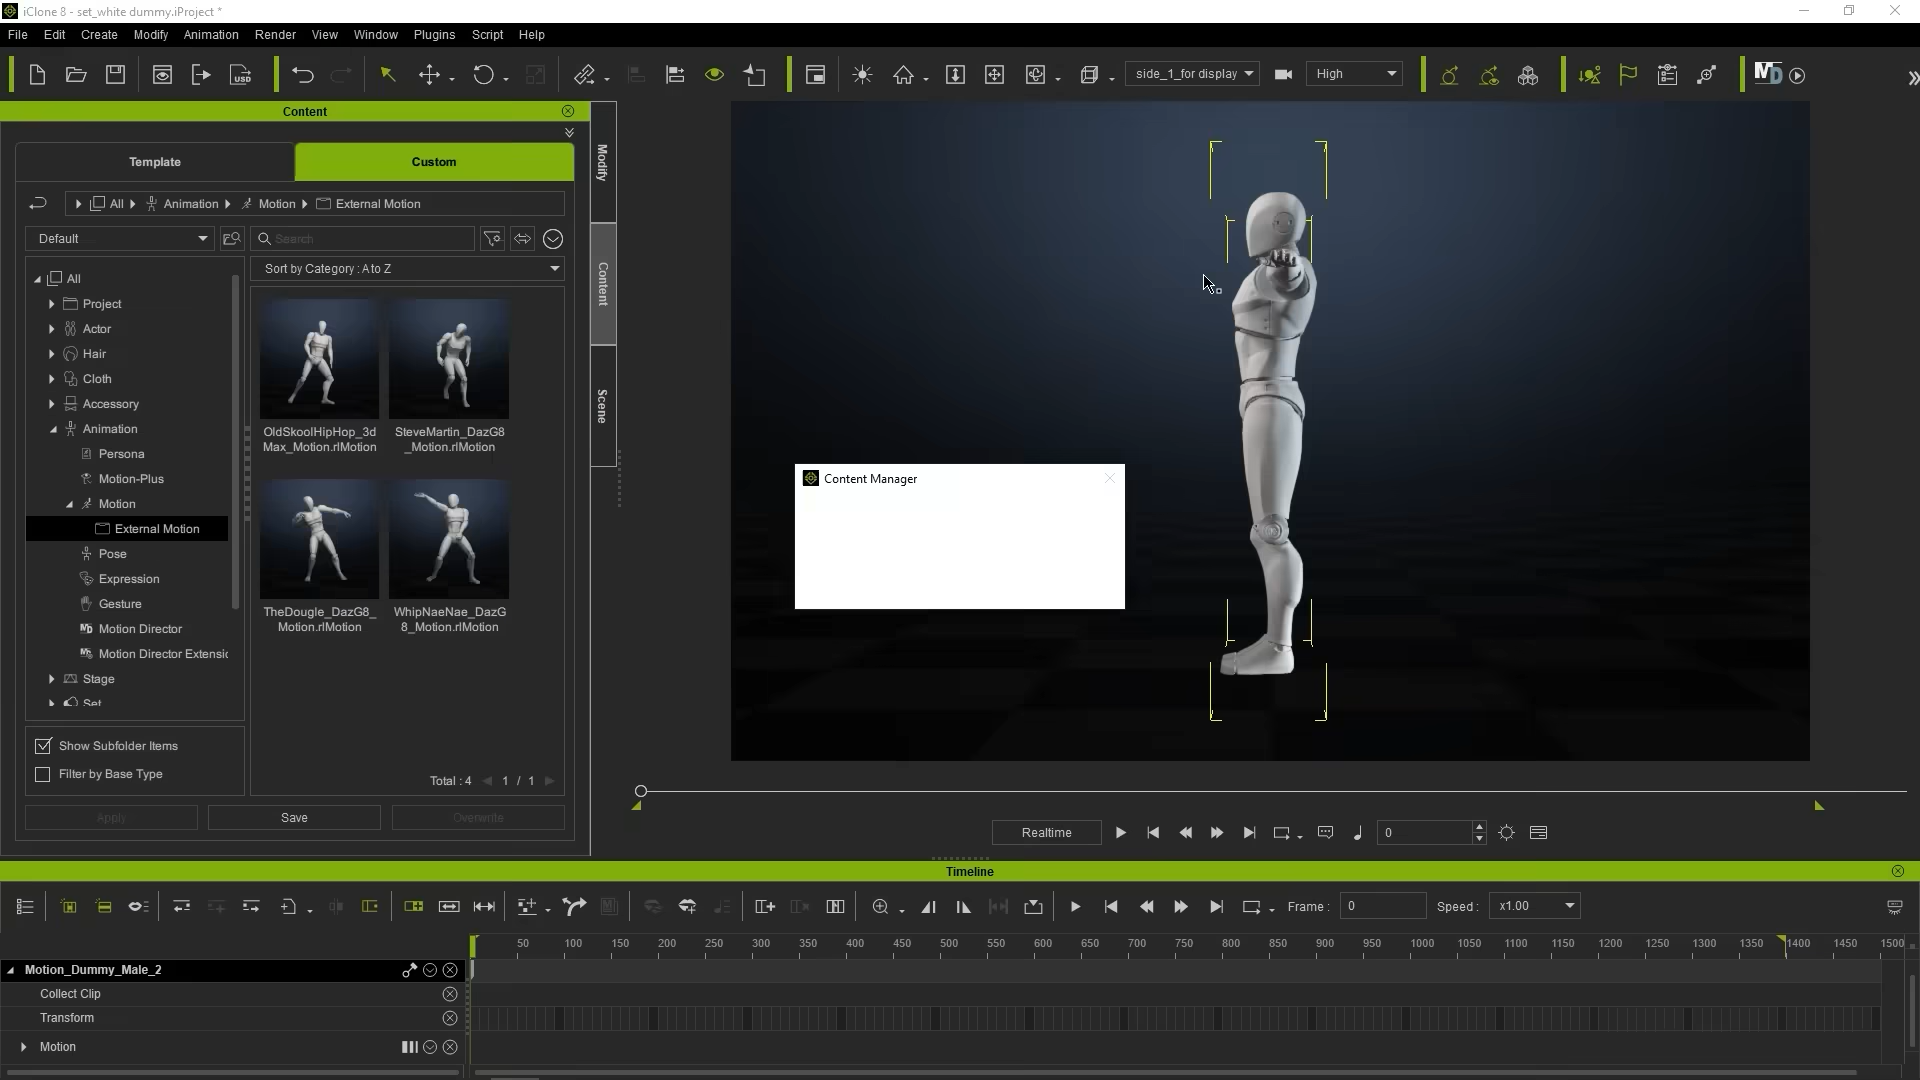 iClone 8 - set_white dummy.iProject *
File Edit Create Modify Animation Render View Window Plugins Script Help
USD
side_1_for display
High
MD
Content
Template
Custom
All Animation Motion External Motion
Default
Search
Sort by Category : A to Z
All
Project
Actor
Hair
Cloth
Accessory
Animation
Persona
Motion-Plus
Motion
External Motion
Pose
Expression
Gesture
MD Motion Director
Motion Director Extensio
Stage
Set
OldSkoolHipHop_3d
Max_Motion.rlMotion
SteveMartin_DazG8
_Motion.rlMotion
TheDougle_DazG8_
Motion.rlMotion
WhipNaeNae_DazG
8_Motion.rlMotion
Show Subfolder Items
Filter by Base Type
Total : 4 1 / 1
Apply
Save
Overwrite
Modify
Content
Scene
Content Manager
Realtime
0
Timeline
Frame : 0 Speed : x1.00
50 100 150 200 250 300 350 400 450 500 550 600 650 700 750 800 850 900 950 1000 1050 1100 1150 1200 1250 1300 1350 1400 1450 1500
Motion_Dummy_Male_2
Collect Clip
Transform
Motion